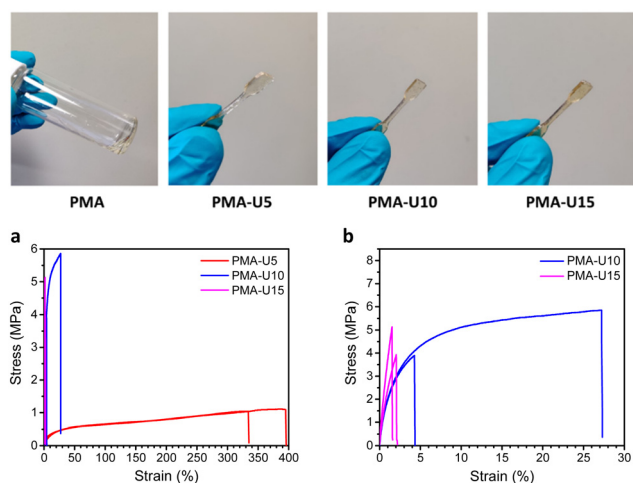 PMA
PMA-U5
PMA-U10
PMA-U15
a
6
5
4
3
2
1
0
Stress (MPa)
0 50 100 150 200 250 300 350 400
Strain (%)
PMA-U5
PMA-U10
PMA-U15
b
8
7
6
5
4
3
2
1
0
Stress (MPa)
0 5 10 15 20 25 30
Strain (%)
PMA-U10
PMA-U15